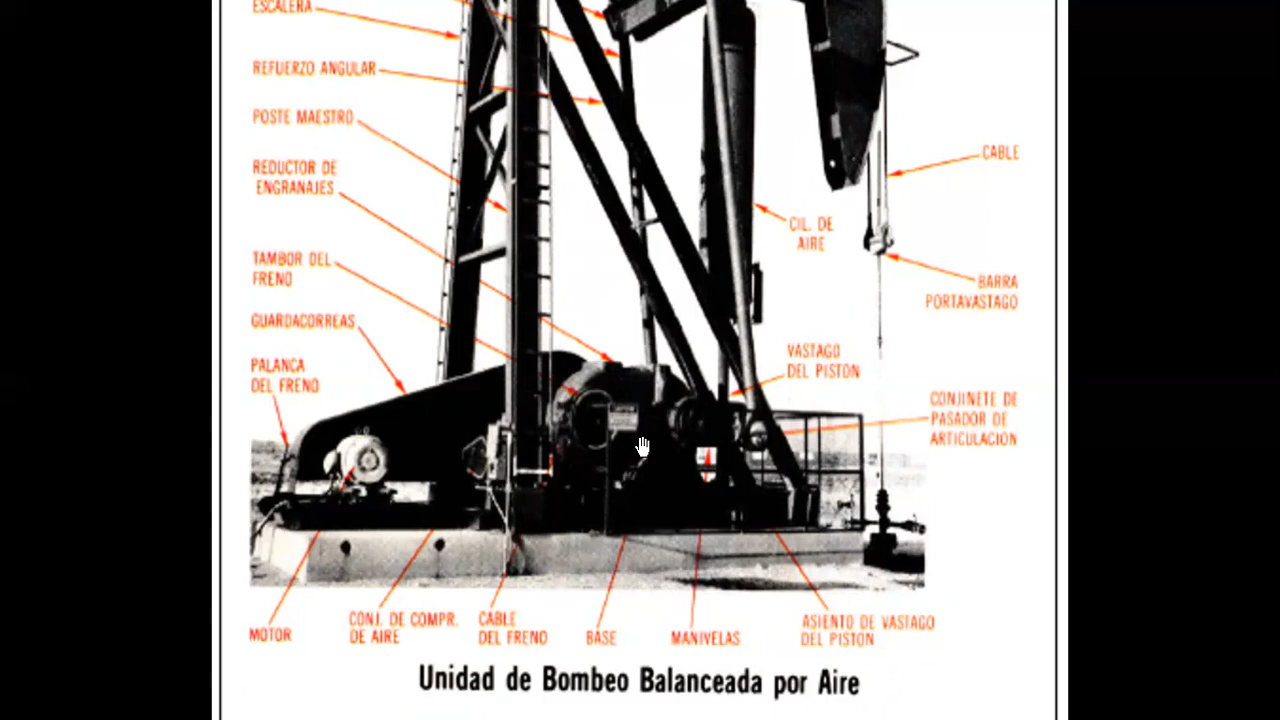 ESCALERA
REFUERZO ANGULAR
POSTE MAESTRO
REDUCTOR DE
ENGRANAJES
TAMBOR DEL
FRENO
GUARDACORREAS
PALANCA
DEL FRENO
CABLE
CIL. DE
AIRE
BARRA
PORTAVASTAGO
VASTAGO
DEL PISTON
CONJINETE DE
PASADOR DE
ARTICULACION
MOTOR
CONJ. DE COMPR.
DE AIRE
CABLE
DEL FRENO
BASE
MANIVELAS
ASIENTO DE VASTAGO
DEL PISTON
Unidad de Bombeo Balanceada por Aire